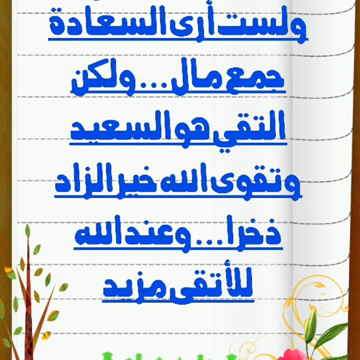 ولست أرى السعادة
جمع مال...ولكن
التقي هو السعيد
وتقوى الله خير الزاد
ذخرا...وعند الله
للأتقى مزيد